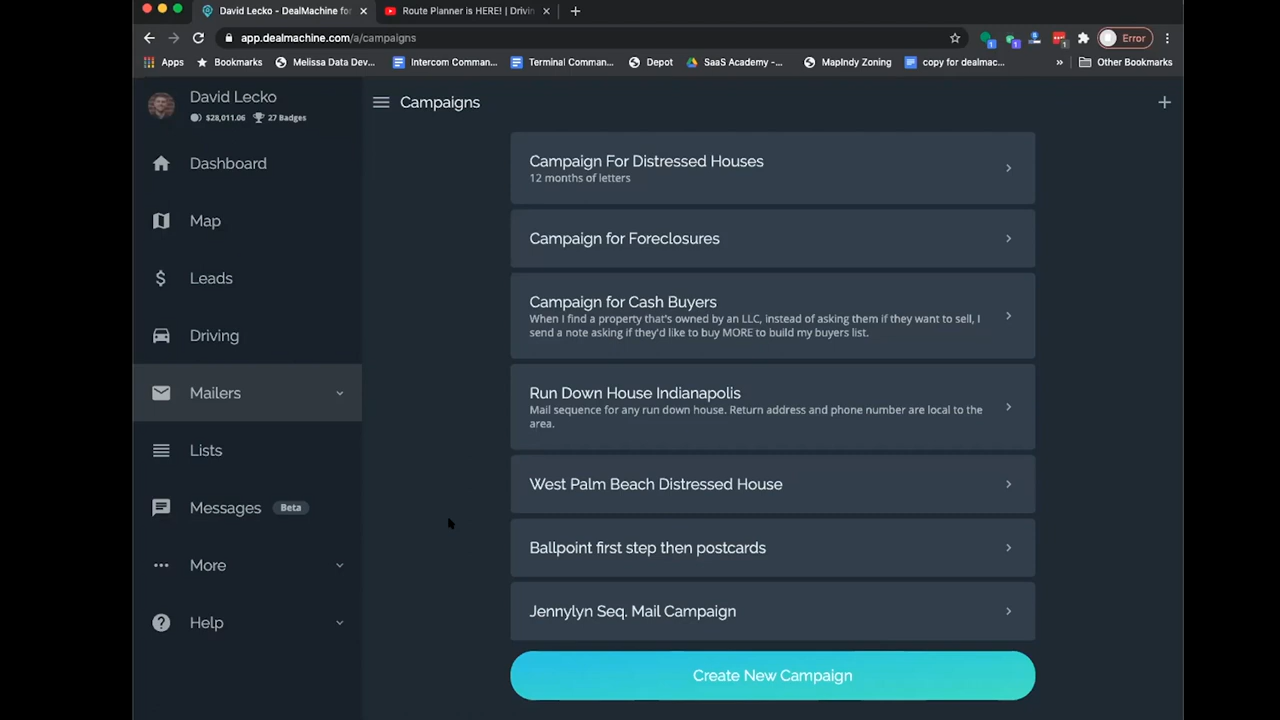 David Lecko - DealMachine for
Route Planner is HERE! | Drivin
app.dealmachine.com/a/campaigns
Error
Apps
Bookmarks
Melissa Data Dev...
Intercom Comman...
Terminal Comman...
Depot
SaaS Academy -...
MapIndy Zoning
copy for dealmac...
Other Bookmarks
David Lecko
$28,011.06 27 Badges
Dashboard
Map
Leads
Driving
Mailers
Lists
Messages Beta
More
Help
Campaigns
Campaign For Distressed Houses
12 months of letters
Campaign for Foreclosures
Campaign for Cash Buyers
When I find a property that's owned by an LLC, instead of asking them if they want to sell, I
send a note asking if they'd like to buy MORE to build my buyers list.
Run Down House Indianapolis
Mail sequence for any run down house. Return address and phone number are local to the
area.
West Palm Beach Distressed House
Ballpoint first step then postcards
Jennylyn Seq. Mail Campaign
Create New Campaign